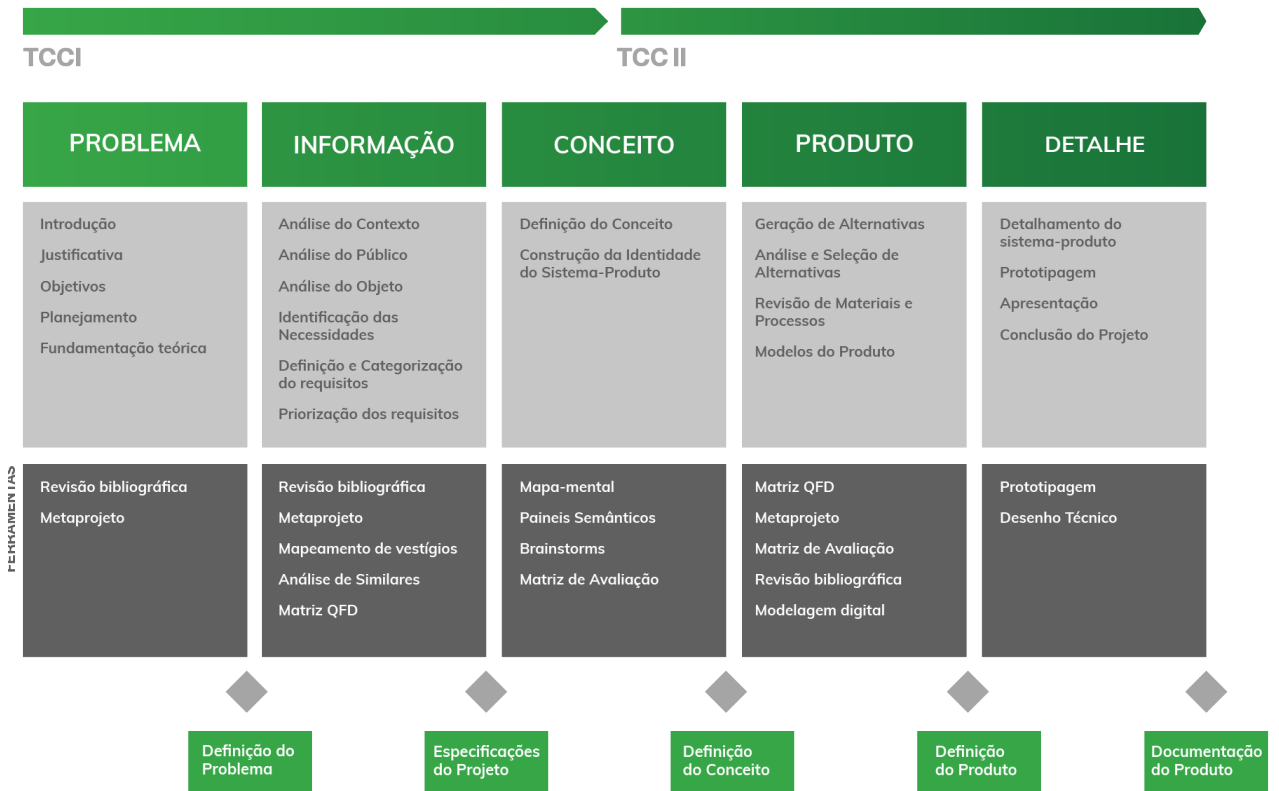 TCCI
TCC II
PROBLEMA
INFORMAÇÃO
CONCEITO
PRODUTO
DETALHE
Introdução
Justificativa
Objetivos
Planejamento
Fundamentação teórica
Análise do Contexto
Análise do Público
Análise do Objeto
Identificação das
Necessidades
Definição e Categorização
do requisitos
Priorização dos requisitos
Definição do Conceito
Construção da Identidade
do Sistema-Produto
Geração de Alternativas
Análise e Seleção de
Alternativas
Revisão de Materiais e
Processos
Modelos do Produto
Detalhamento do
sistema-produto
Prototipagem
Apresentação
Conclusão do Projeto
FERRAMENTAS
Revisão bibliográfica
Metaprojeto
Revisão bibliográfica
Metaprojeto
Mapeamento de vestígios
Análise de Similares
Matriz QFD
Mapa-mental
Paineis Semânticos
Brainstorms
Matriz de Avaliação
Matriz QFD
Metaprojeto
Matriz de Avaliação
Revisão bibliográfica
Modelagem digital
Prototipagem
Desenho Técnico
Definição do
Problema
Especificações
do Projeto
Definição
do Conceito
Definição
do Produto
Documentação
do Produto